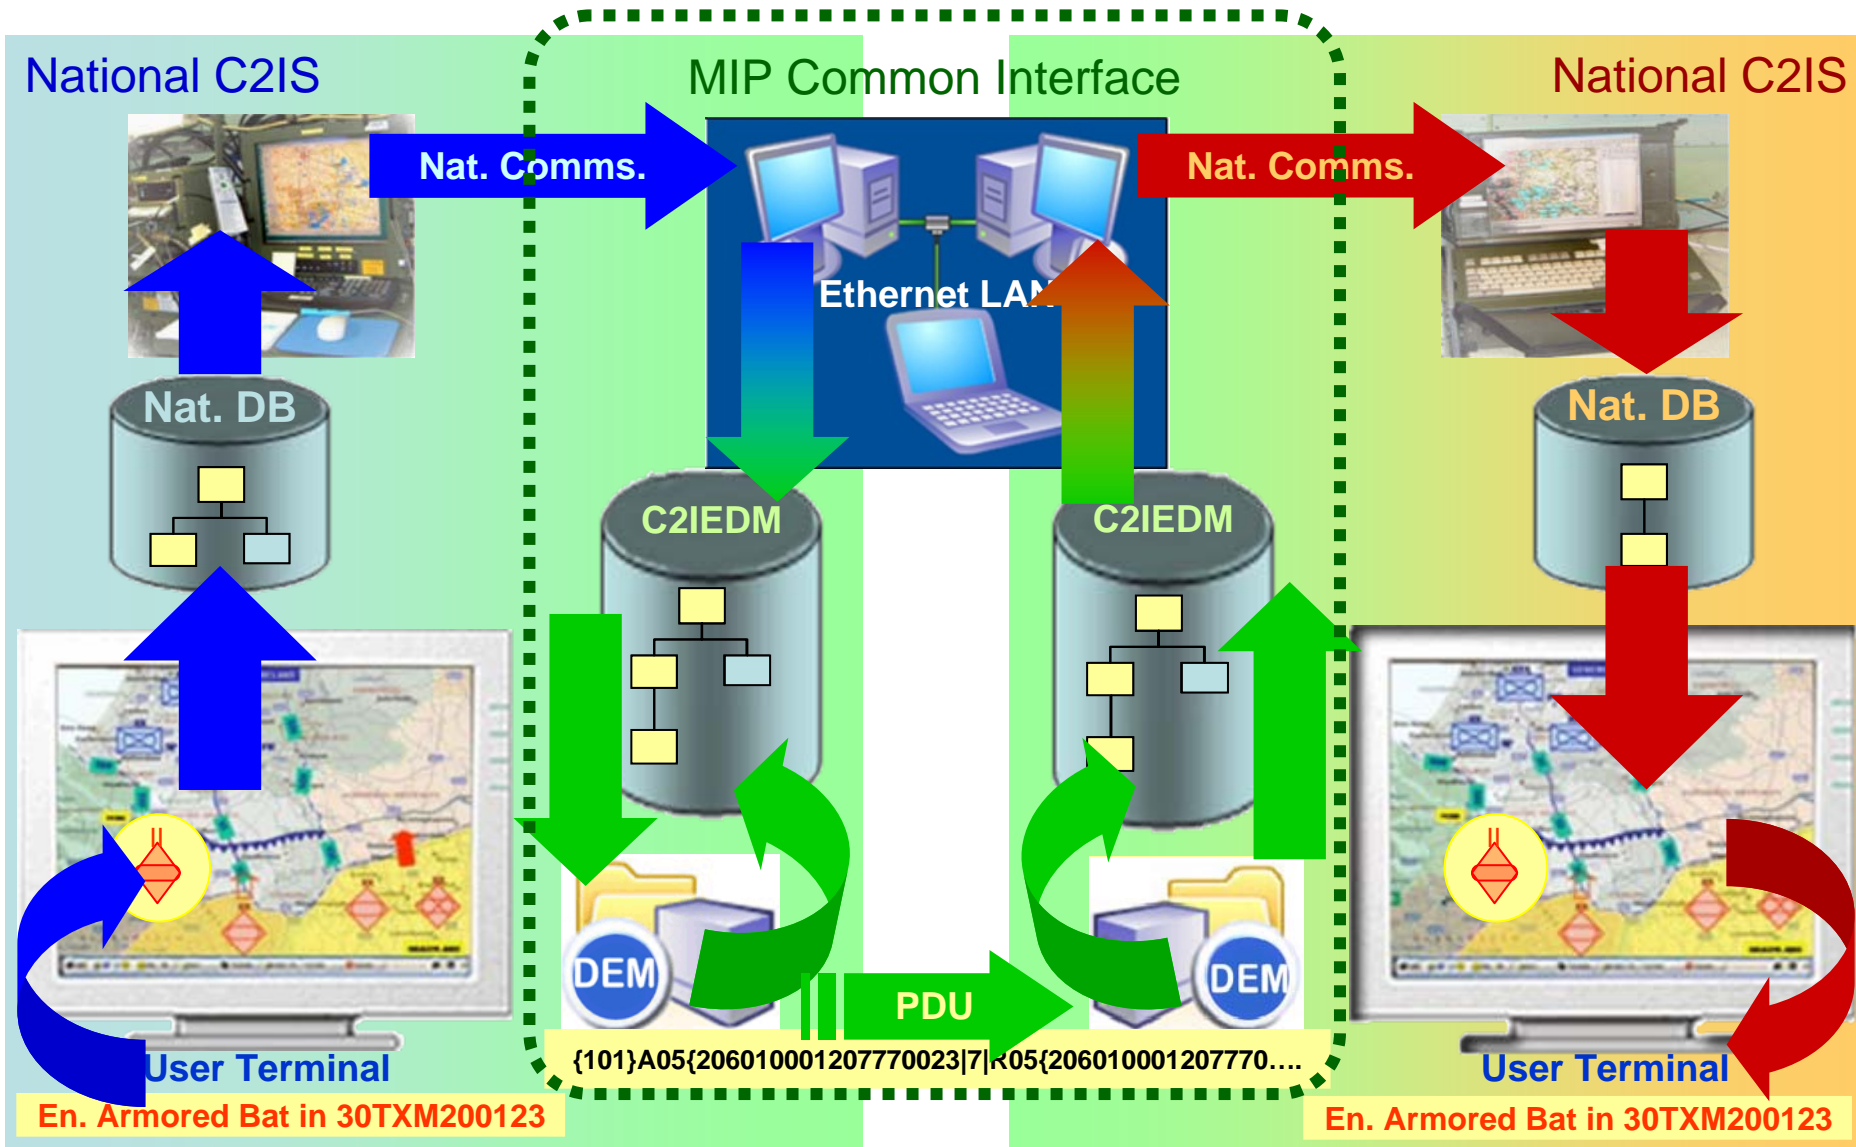 National C2IS
MIP Common Interface
National C2IS
Nat. Comms.
Nat. Comms.
Ethernet LAN
Nat. DB
Nat. DB
C2IEDM
C2IEDM
DEM
DEM
PDU
{101}A05{206010001207770023|7|R05{206010001207770….
User Terminal
User Terminal
En. Armored Bat in 30TXM200123
En. Armored Bat in 30TXM200123